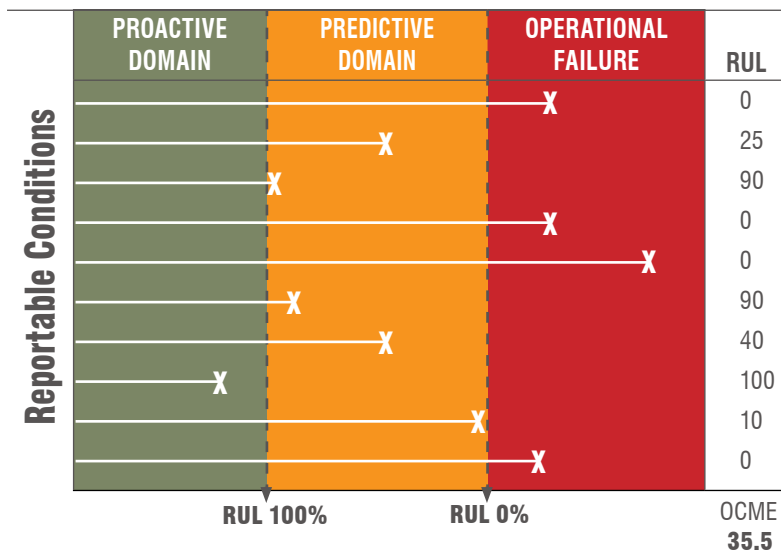 PROACTIVE DOMAIN
PREDICTIVE DOMAIN
OPERATIONAL FAILURE
RUL
Reportable Conditions
X 0
X 25
X 90
X 0
X 0
X 90
X 40
X 100
X 10
X 0
RUL 100%
RUL 0%
OCME
35.5